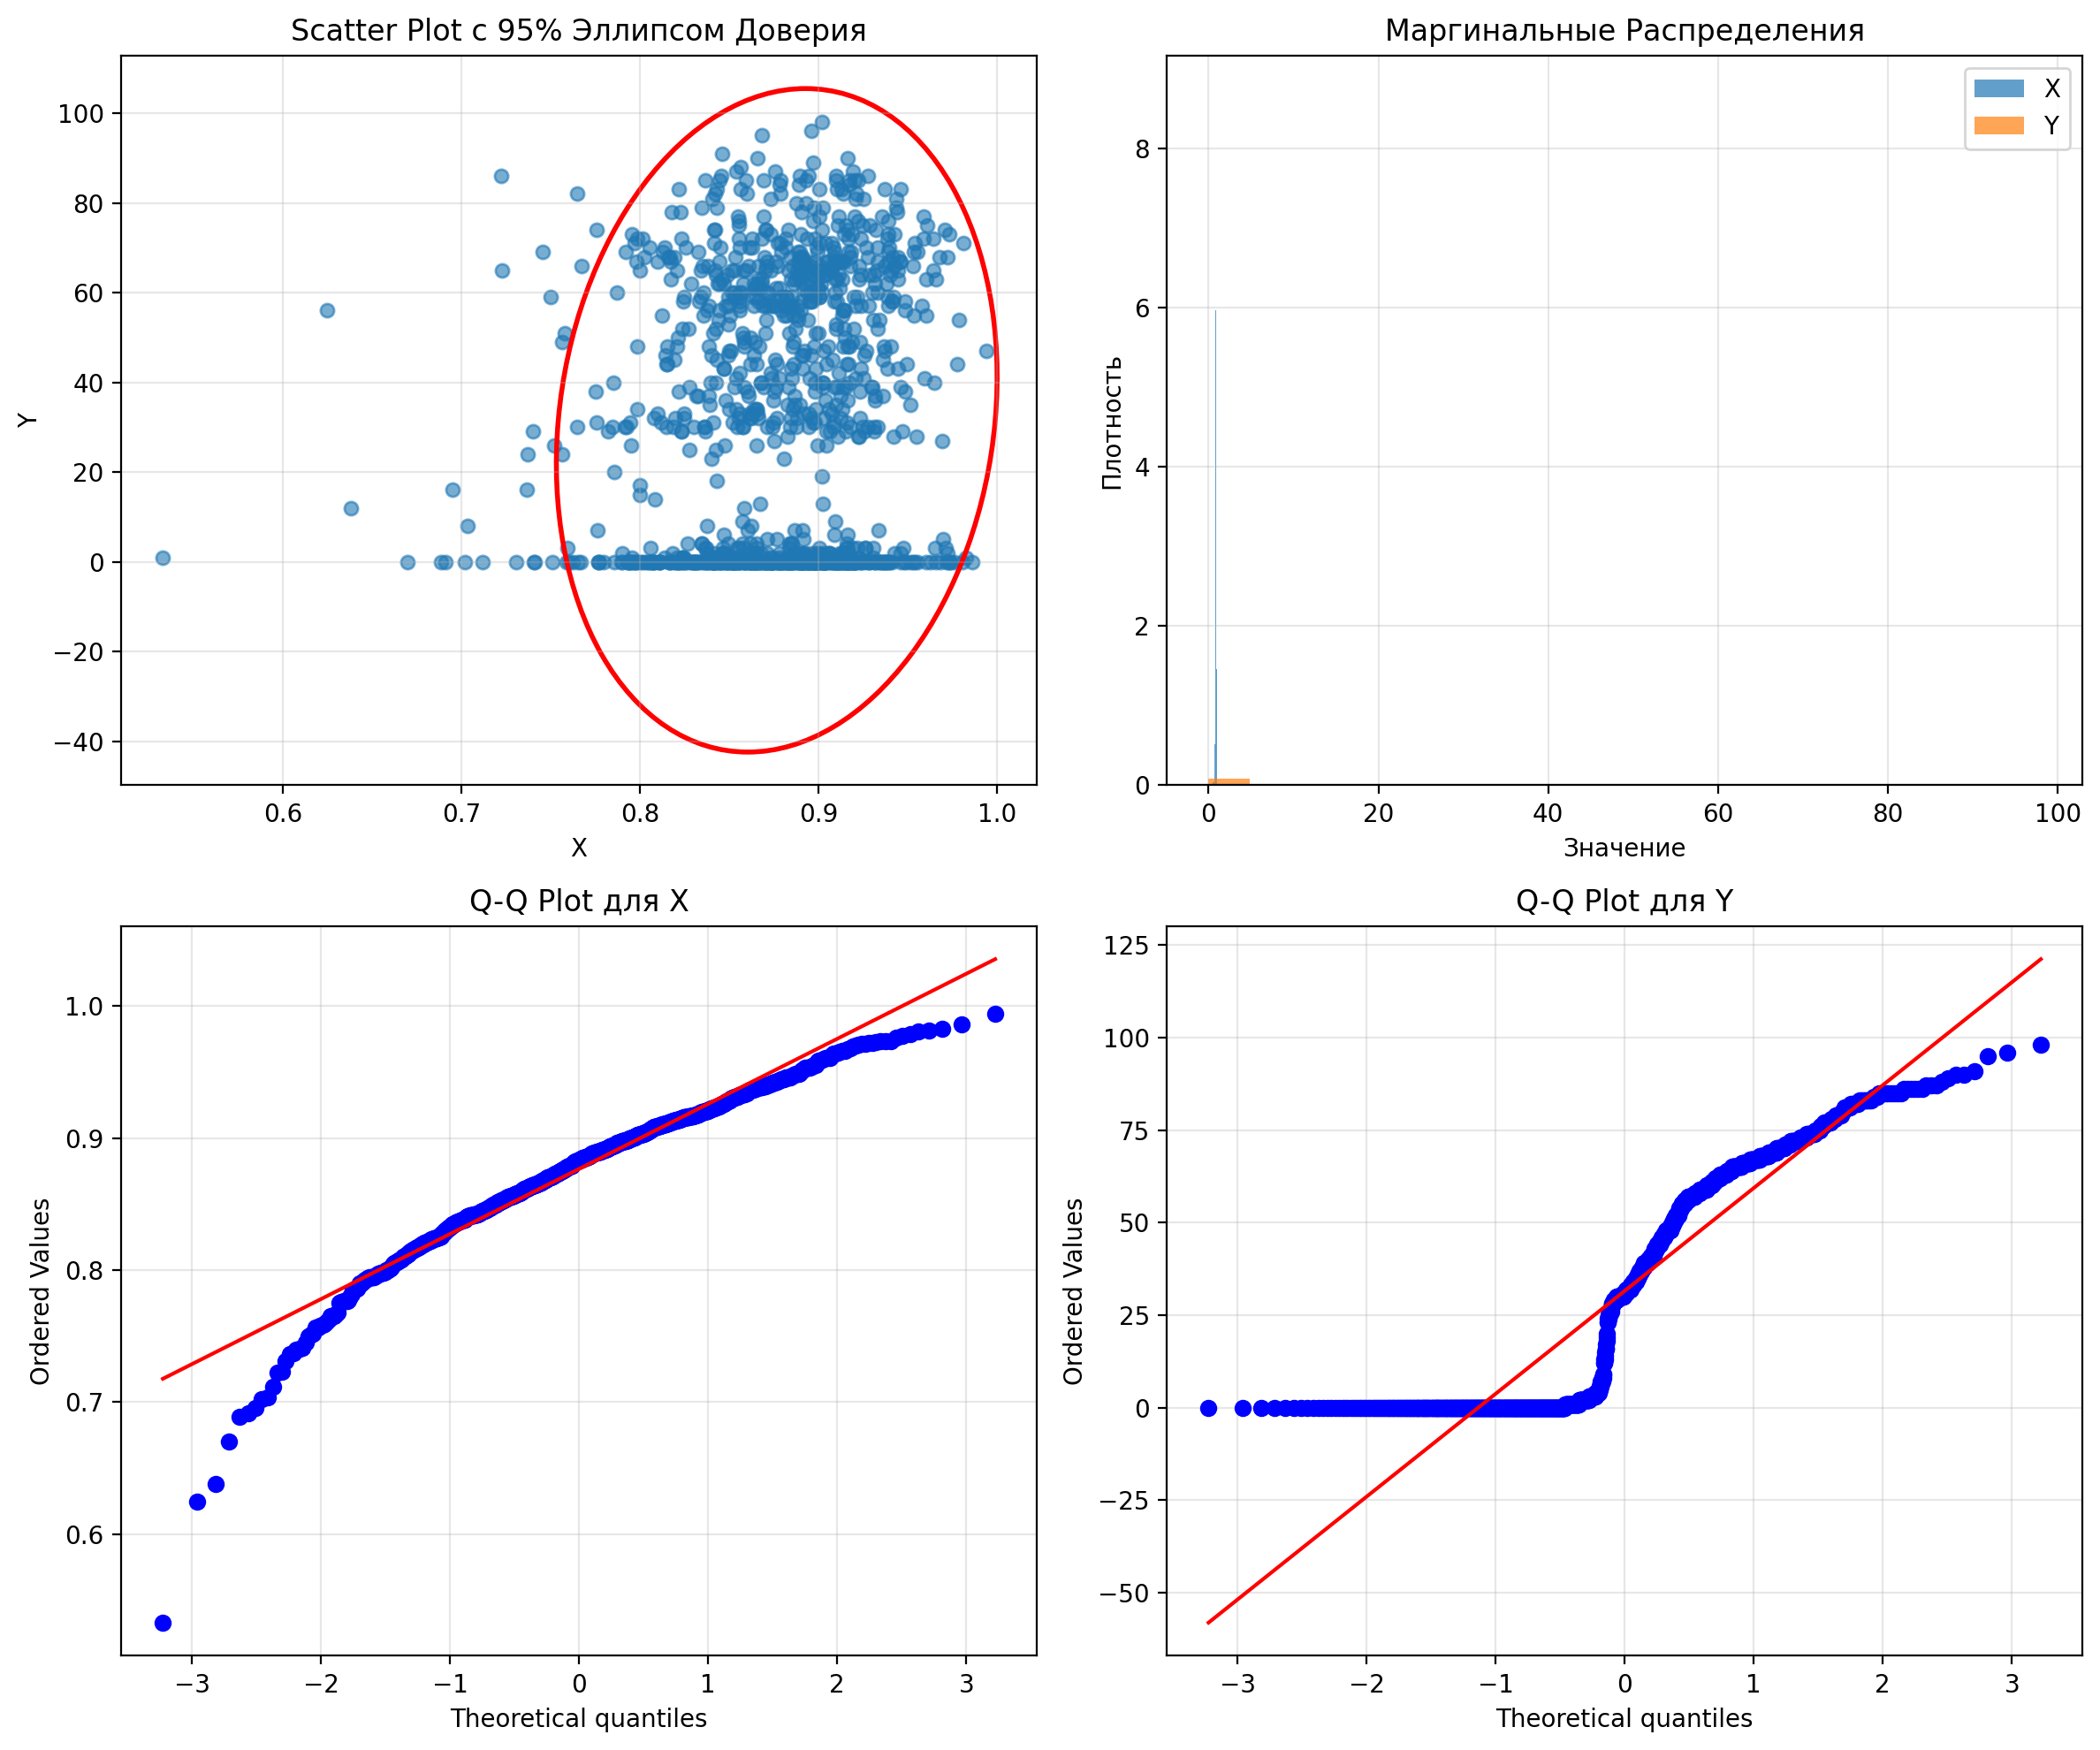 Scatter Plot с 95% Эллипсом Доверия
100
80
60
40
20
0
−20
−40
Y
0.6 0.7 0.8 0.9 1.0
X
Маргинальные Распределения
X
Y
8
6
4
2
0
Плотность
0 20 40 60 80 100
Значение
Q-Q Plot для X
1.0
0.9
0.8
0.7
0.6
Ordered Values
−3 −2 −1 0 1 2 3
Theoretical quantiles
Q-Q Plot для Y
125
100
75
50
25
0
−25
−50
Ordered Values
−3 −2 −1 0 1 2 3
Theoretical quantiles